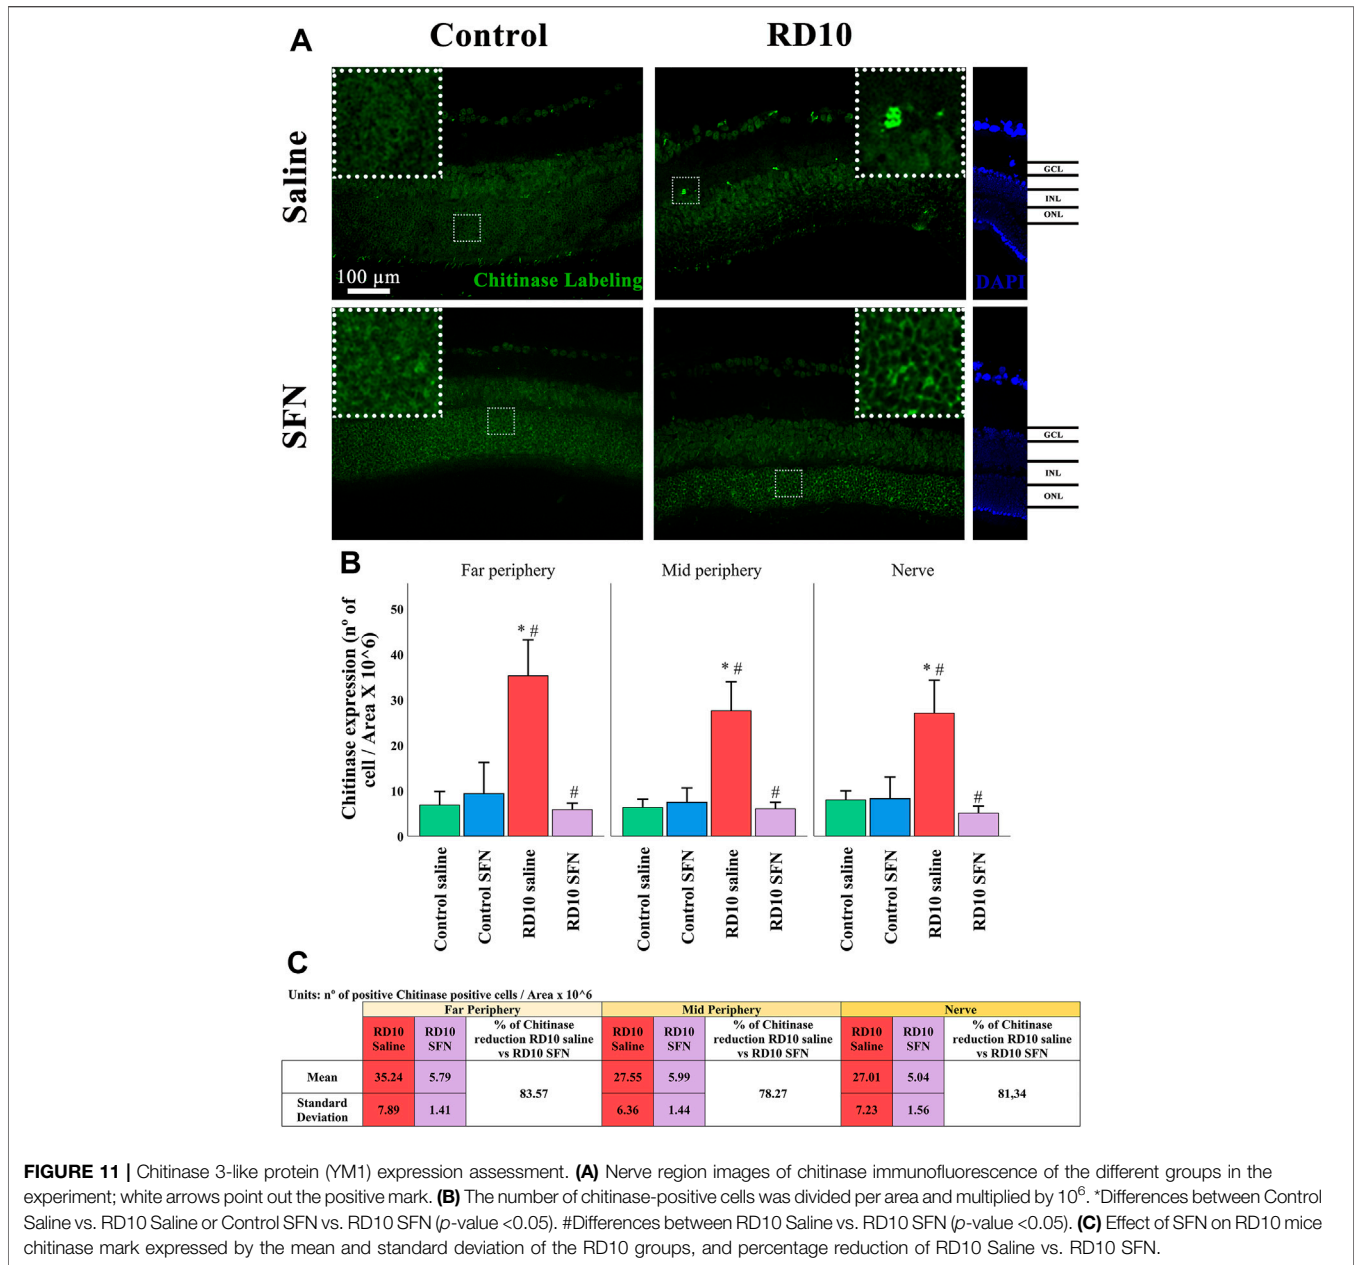 A
Control
RD10
Saline
100 µm
Chitinase Labeling
DAPI
GCL
INL
ONL
SFN
GCL
INL
ONL
B
Far periphery
Mid periphery
Nerve
Chitinase expression (nº of
cell / Area X 10^6)
50
40
30
20
10
0
* #
#
* #
#
* #
#
Control saline
Control SFN
RD10 saline
RD10 SFN
Control saline
Control SFN
RD10 saline
RD10 SFN
Control saline
Control SFN
RD10 saline
RD10 SFN
C
Units: nº of positive Chitinase positive cells / Area x 10^6
Far Periphery Mid Periphery Nerve
RD10 Saline RD10 SFN % of Chitinase reduction RD10 saline vs RD10 SFN RD10 Saline RD10 SFN % of Chitinase reduction RD10 saline vs RD10 SFN RD10 Saline RD10 SFN % of Chitinase reduction RD10 saline vs RD10 SFN
Mean 35.24 5.79 83.57 27.55 5.99 78.27 27.01 5.04 81,34
Standard Deviation 7.89 1.41 6.36 1.44 7.23 1.56
FIGURE 11 | Chitinase 3-like protein (YM1) expression assessment. (A) Nerve region images of chitinase immunofluorescence of the different groups in the
experiment; white arrows point out the positive mark. (B) The number of chitinase-positive cells was divided per area and multiplied by 10⁶. *Differences between Control
Saline vs. RD10 Saline or Control SFN vs. RD10 SFN (p-value <0.05). #Differences between RD10 Saline vs. RD10 SFN (p-value <0.05). (C) Effect of SFN on RD10 mice
chitinase mark expressed by the mean and standard deviation of the RD10 groups, and percentage reduction of RD10 Saline vs. RD10 SFN.